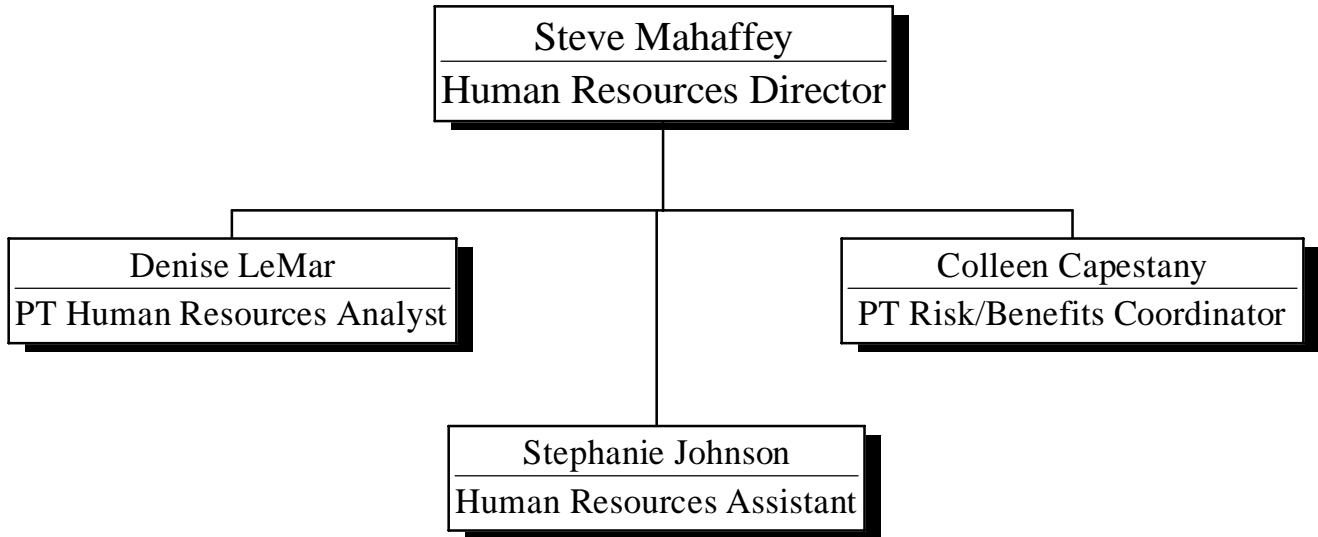 Steve Mahaffey
Human Resources Director
Denise LeMar
PT Human Resources Analyst
Colleen Capestany
PT Risk/Benefits Coordinator
Stephanie Johnson
Human Resources Assistant